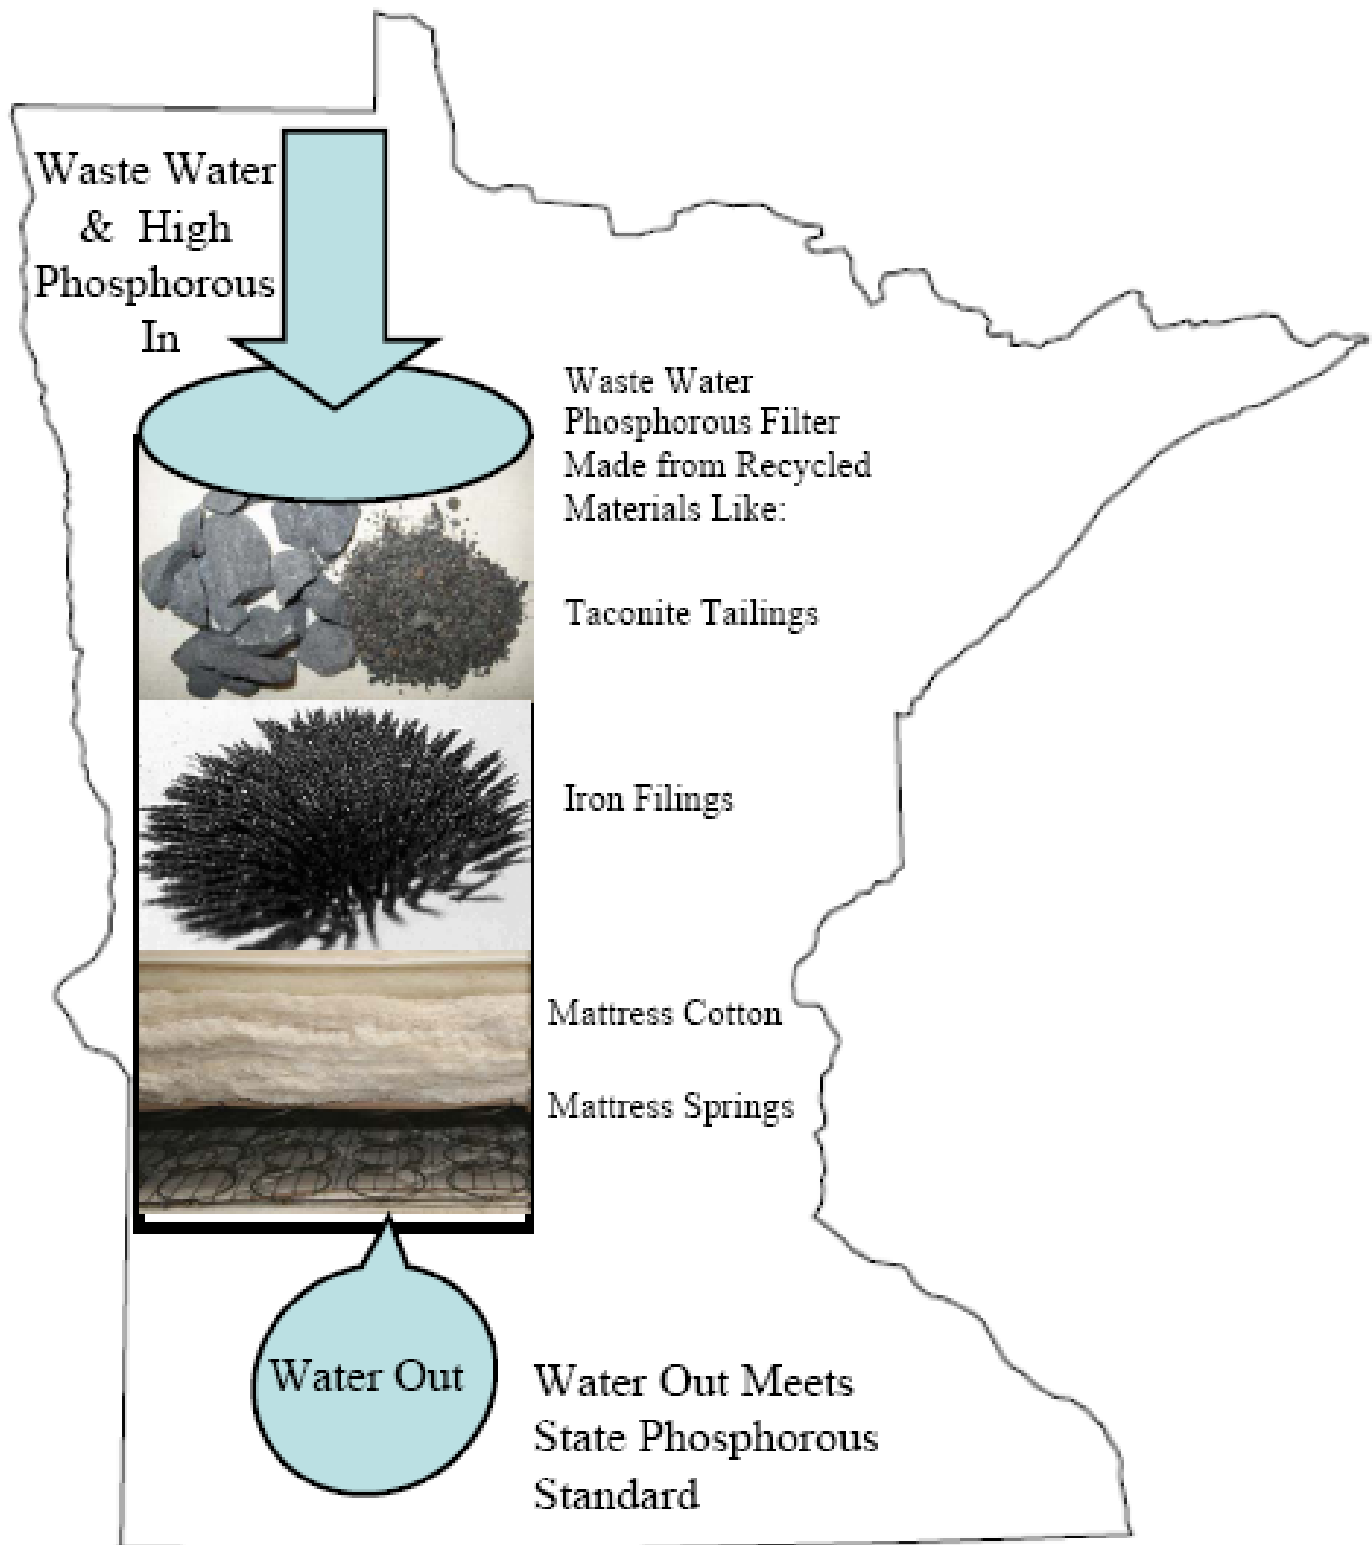 Waste Water
& High
Phosphorous
In
Waste Water
Phosphorous Filter
Made from Recycled
Materials Like:
Taconite Tailings
Iron Filings
Mattress Cotton
Mattress Springs
Water Out
Water Out Meets
State Phosphorous
Standard